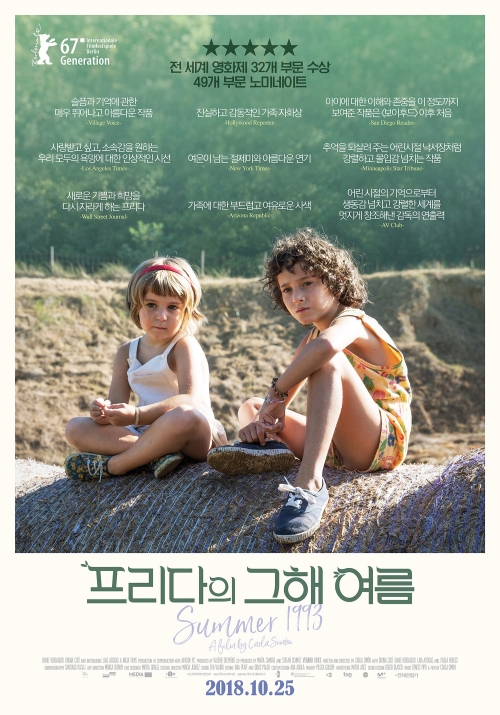 67
Internationale
Filmfestspiele
Berlin
Generation
★★★★★
전 세계 영화제 32개 부문 수상
49개 부문 노미네이트
슬픔과 기억에 관한
매우 뛰어나고 아름다운 작품
-Village Voice-
진실하고 감동적인 가족 자화상
-Hollywood Reporter-
아이에 대한 이해와 존중을 이 정도까지
보여준 작품은 <보이후드> 이후 처음
-San Diego Reader-
사랑받고 싶고, 소속감을 원하는
우리 모두의 욕망에 대한 인상적인 시선
-Los Angeles Times-
여운이 남는 절제미와 아름다운 연기
-New York Times-
추억을 되살려 주는 어린시절 낙서장처럼
강렬하고 몰입감 넘치는 작품
-Minneapolis Star Tribune-
새로운 기쁨과 희망을
다시 자라게 하는 프리다
-Wall Street Journal-
가족에 대한 부드럽고 여유로운 사색
-Arizona Republic-
어린 시절의 기억으로부터
생동감 넘치고 강렬한 세계를
멋지게 창조해낸 감독의 연출력
-AV Club-
프리다의 그해 여름
Summer 1993
A film by Carla Simón
2018.10.25